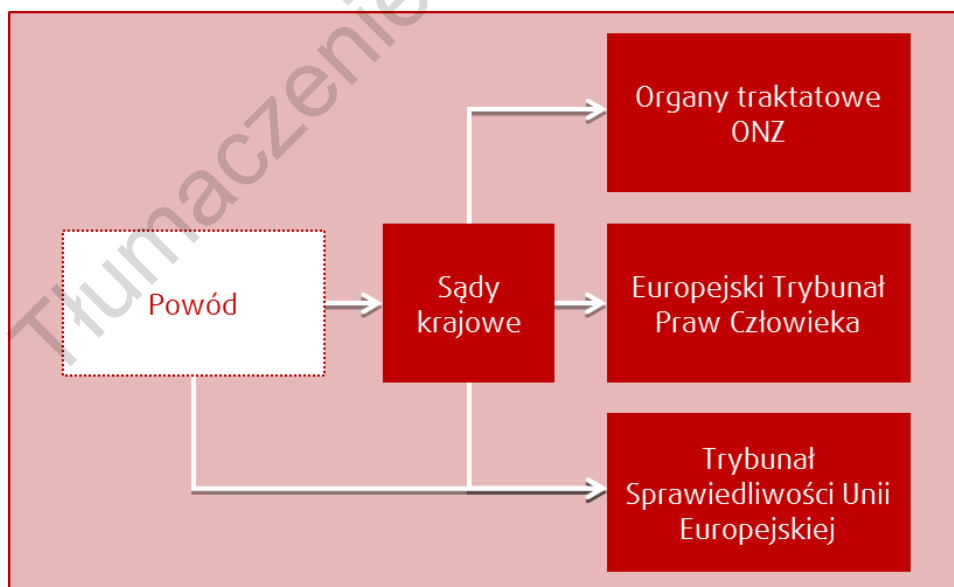 Tłumaczenie
Organy traktatowe
ONZ
Powód
Sądy
krajowe
Europejski Trybunał
Praw Człowieka
Trybunał
Sprawiedliwości Unii
Europejskiej